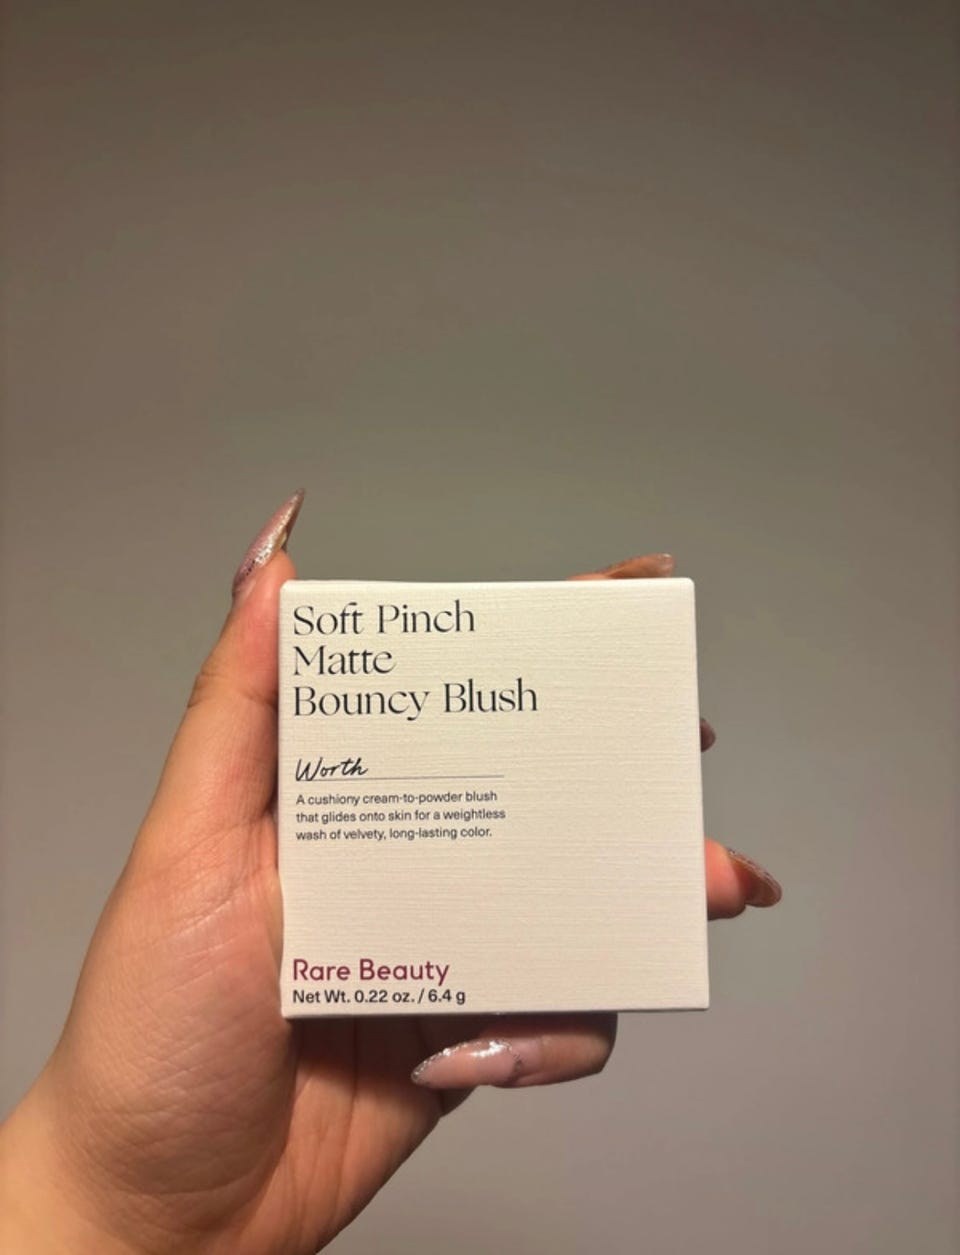 Soft Pinch
Matte
Bouncy Blush
Worth
A cushiony cream-to-powder blush
that glides onto skin for a weightless
wash of velvety, long-lasting color.
Rare Beauty
Net Wt. 0.22 oz. / 6.4 g